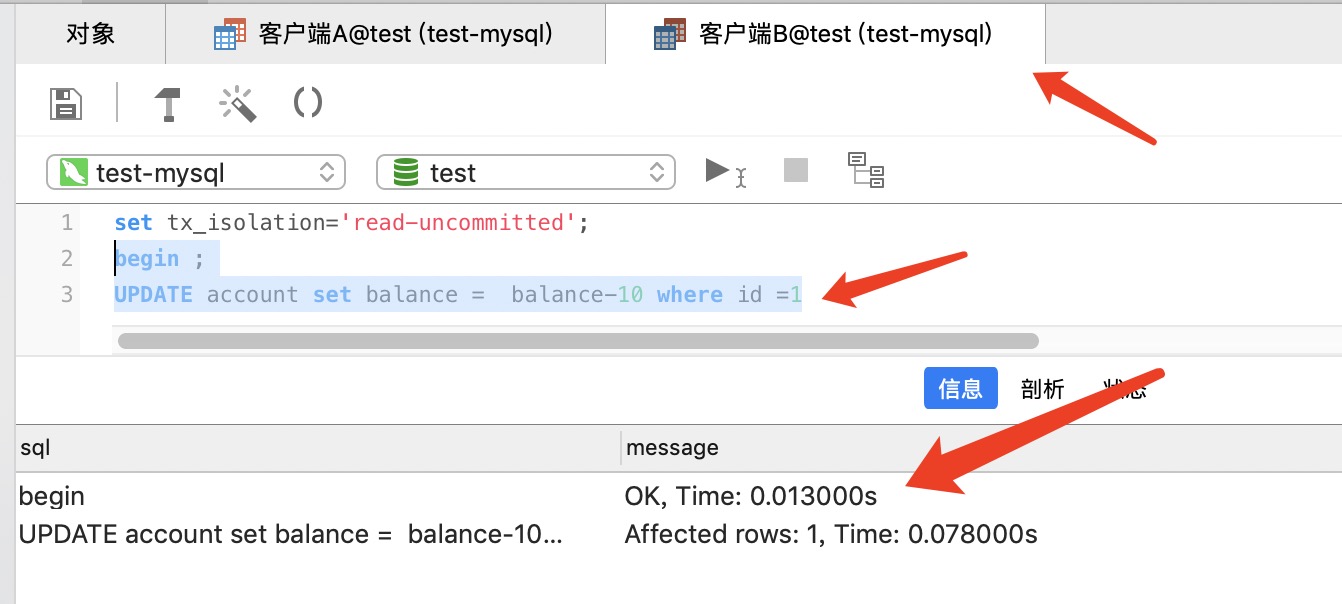 对象 客户端A@test (test-mysql) 客户端B@test (test-mysql)
test-mysql test
1 set tx_isolation='read-uncommitted';
2 begin ;
3 UPDATE account set balance =  balance-10 where id =1
信息 剖析 状态
sql message
begin OK, Time: 0.013000s
UPDATE account set balance =  balance-10... Affected rows: 1, Time: 0.078000s